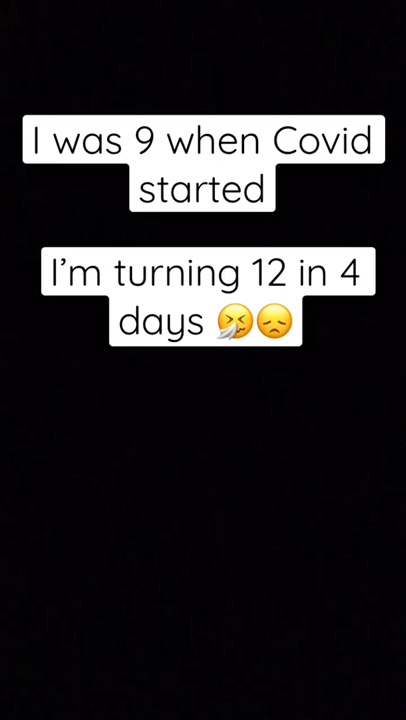 I was 9 when Covid
started
I’m turning 12 in 4
days 🤧😞